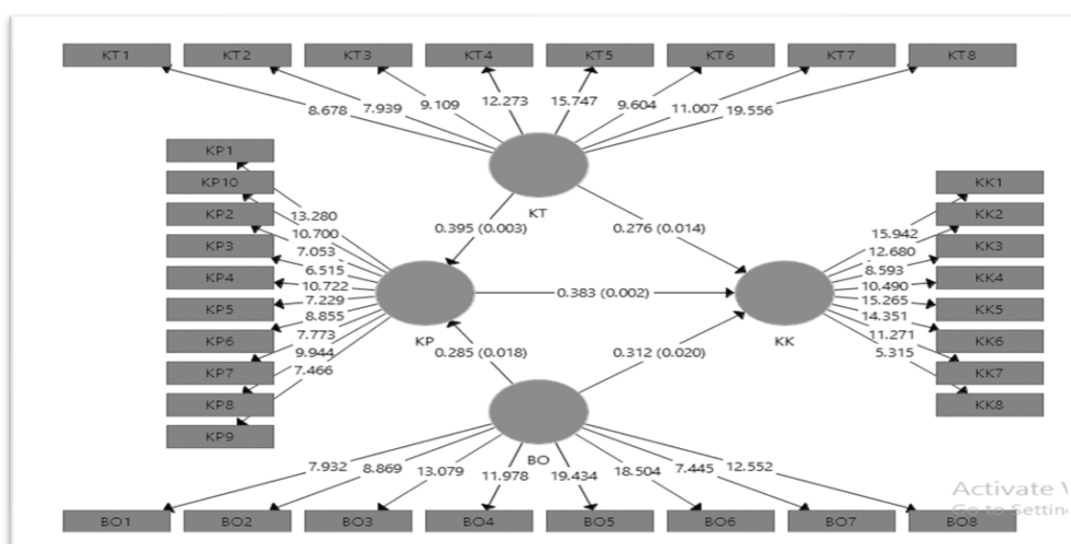 KT1 KT2 KT3 KT4 KT5 KT6 KT7 KT8
8.678 7.939 9.109 12.273 15.747 9.604 11.007 19.556
KT
KP1
KP10
KP2
KP3
KP4
KP5
KP6
KP7
KP8
KP9
13.280
10.700
7.053
6.515
10.722
7.229
8.855
7.773
9.944
7.466
KP
0.395 (0.003)
0.276 (0.014)
0.383 (0.002)
0.285 (0.018)
0.312 (0.020)
KK
15.942
12.680
8.593
10.490
15.265
14.351
11.271
5.315
KK1
KK2
KK3
KK4
KK5
KK6
KK7
KK8
BO
7.932 8.869 13.079 11.978 19.434 18.504 7.445 12.552
BO1 BO2 BO3 BO4 BO5 BO6 BO7 BO8
Activate
Go to Settin